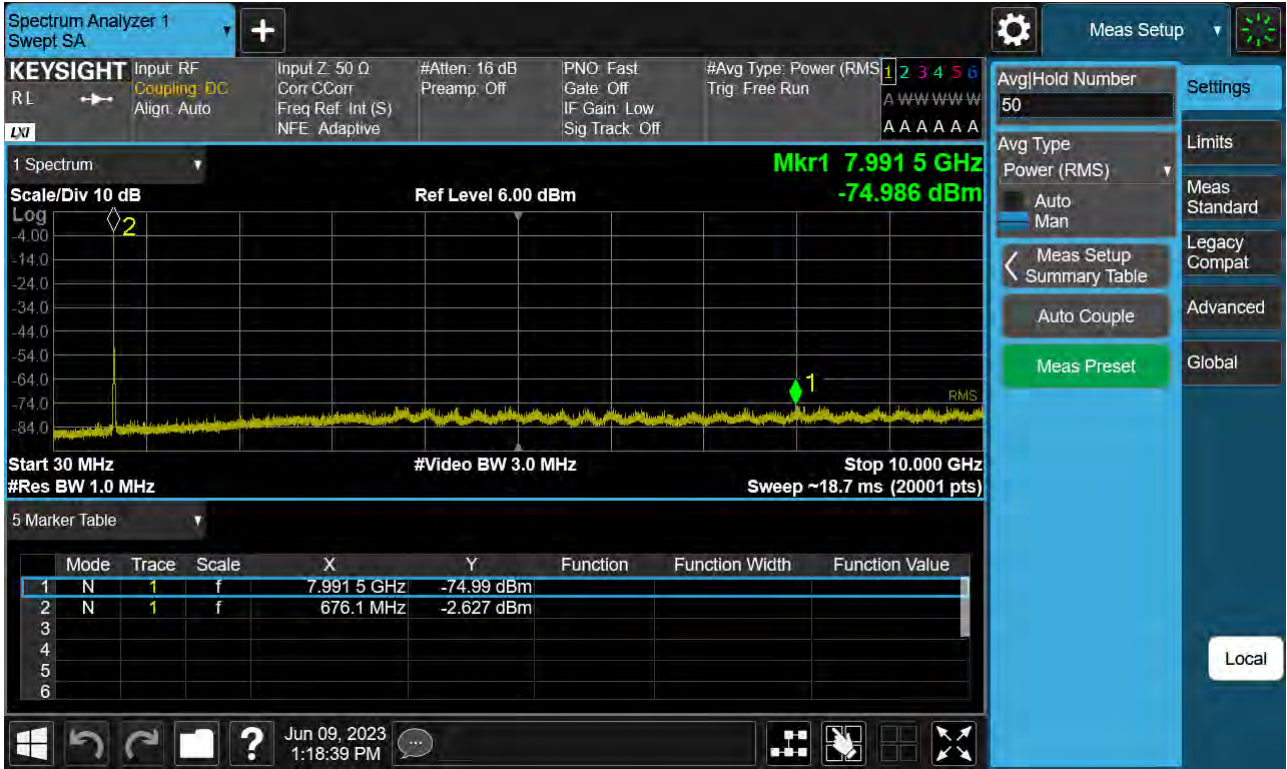 Spectrum Analyzer 1
Swept SA
Meas Setup
KEYSIGHT
R L
LXI
Input: RF
Coupling: DC
Align: Auto
Input Z: 50 Ω
Corr CCorr
Freq Ref: Int (S)
NFE: Adaptive
#Atten: 16 dB
Preamp: Off
PNO: Fast
Gate: Off
IF Gain: Low
Sig Track: Off
#Avg Type: Power (RMS
Trig: Free Run
1 2 3 4 5 6
A W W W W W
A A A A A A
1 Spectrum
Mkr1 7.991 5 GHz
Scale/Div 10 dB
Ref Level 6.00 dBm
-74.986 dBm
Log
2
-4.00
-14.0
-24.0
-34.0
-44.0
-54.0
-64.0
1
-74.0
RMS
-84.0
Start 30 MHz
#Video BW 3.0 MHz
Stop 10.000 GHz
#Res BW 1.0 MHz
Sweep ~18.7 ms (20001 pts)
5 Marker Table
Mode Trace Scale X Y Function Function Width Function Value
1 N 1 f 7.991 5 GHz -74.99 dBm
2 N 1 f 676.1 MHz -2.627 dBm
3
4
5
6
?
Jun 09, 2023
1:18:39 PM
Avg|Hold Number
50
Avg Type
Power (RMS)
Auto
Man
Meas Setup
Summary Table
Auto Couple
Meas Preset
Settings
Limits
Meas
Standard
Legacy
Compat
Advanced
Global
Local